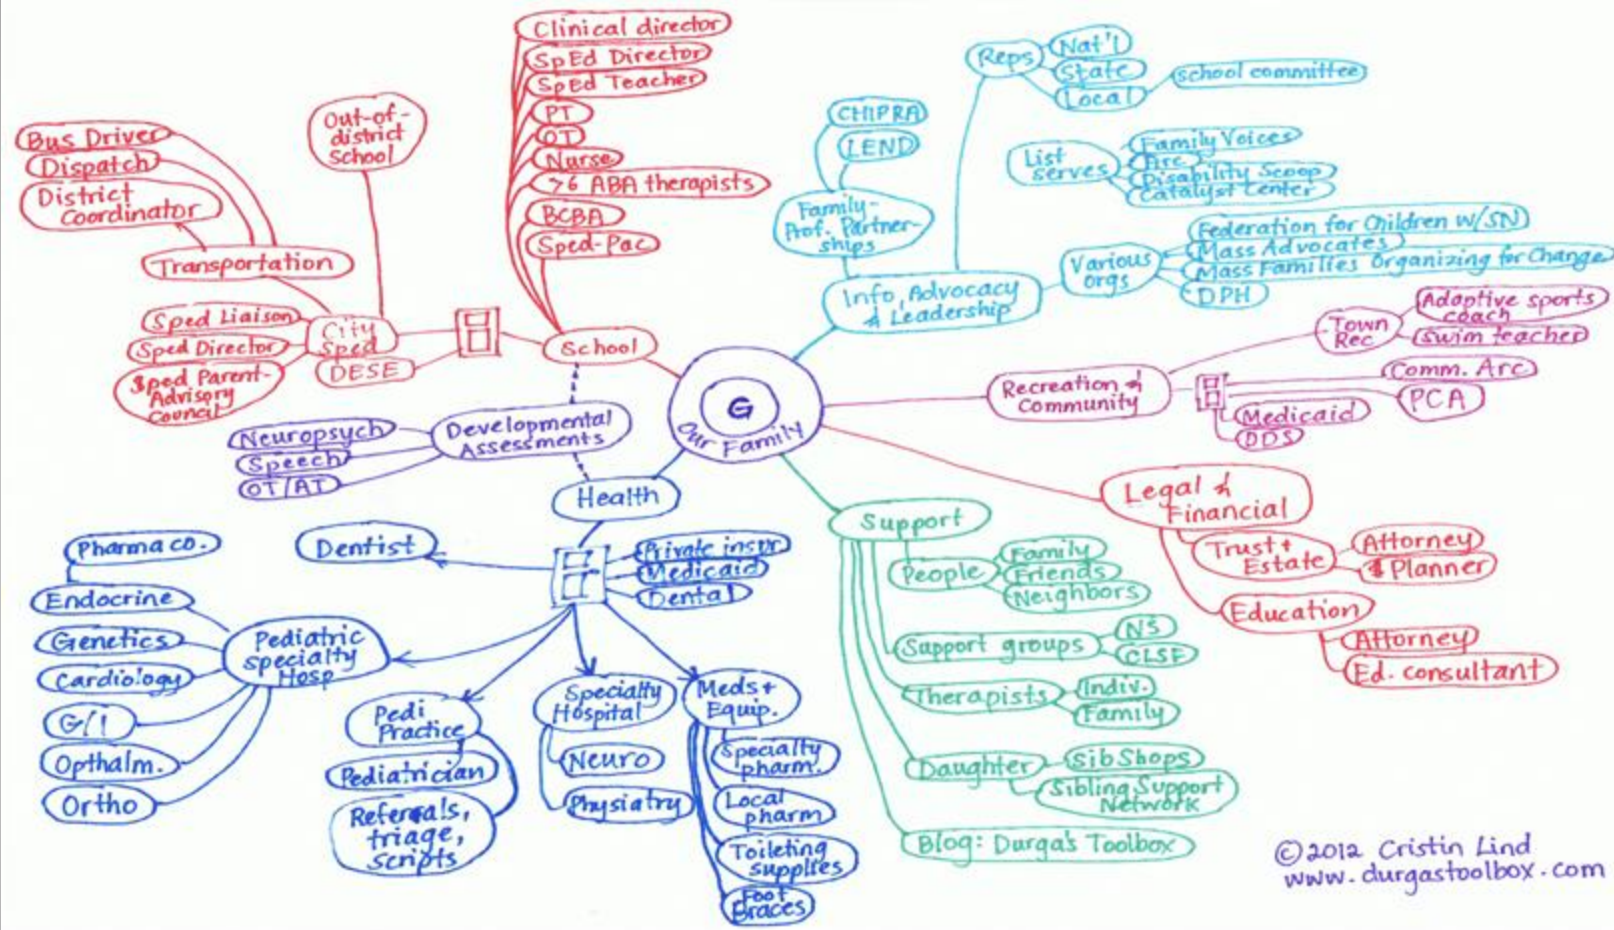 Clinical director
SpEd Director
SpEd Teacher
PT
OT
Nurse
>6 ABA therapists
BCBA
Sped-Pac
School
Out-of-
district
School
Bus Driver
Dispatch
District
Coordinator
Transportation
Sped Liaison
Sped Director
Sped Parent-
Advisory
Council
City
Sped
DESE
Developmental
Assessments
Neuropsych
Speech
OT/AT
G
Our Family
Reps
Nat'l
State
Local
school committee
CHIPRA
LEND
Family-
Prof. Partner-
ships
List
serves
Family Voices
Arc
Disability Scoop
Catalyst Center
Various
orgs
Federation for Children w/SN
Mass Advocates
Mass Families Organizing for Change
DPH
Info, Advocacy
& Leadership
Recreation &
Community
Town
Rec
Adaptive sports
coach
Swim teacher
Comm. Arc
PCA
Medicaid
DDS
Legal &
Financial
Trust +
Estate
Attorney
$ Planner
Education
Attorney
Ed. consultant
Support
People
Family
Friends
Neighbors
Support groups
NS
CLSF
Therapists
Indiv.
Family
Daughter
SibShops
Sibling Support
Network
Blog: Durga's Toolbox
Health
Dentist
Private insur
Medicaid
Dental
Pharma co.
Endocrine
Genetics
Cardiology
G/I
Opthalm.
Ortho
Pediatric
specialty
Hosp
Pedi
Practice
Pediatrician
Referrals,
triage,
scripts
Specialty
Hospital
Neuro
Physiatry
Meds +
Equip.
Specialty
pharm.
Local
pharm
Toileting
supplies
Foot
Braces
©2012 Cristin Lind
www.durgastoolbox.com